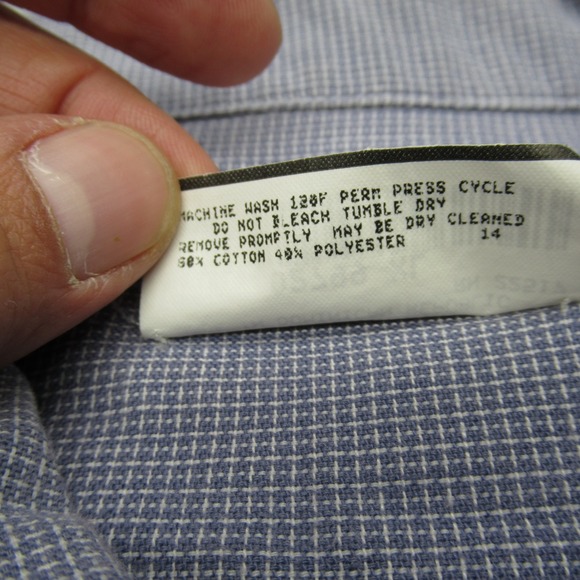 MACHINE WASH 120F PERM PRESS CYCLE
DO NOT BLEACH TUMBLE DRY
REMOVE PROMPTLY MAY BE DRY CLEANED
60% COTTON 40% POLYESTER 14